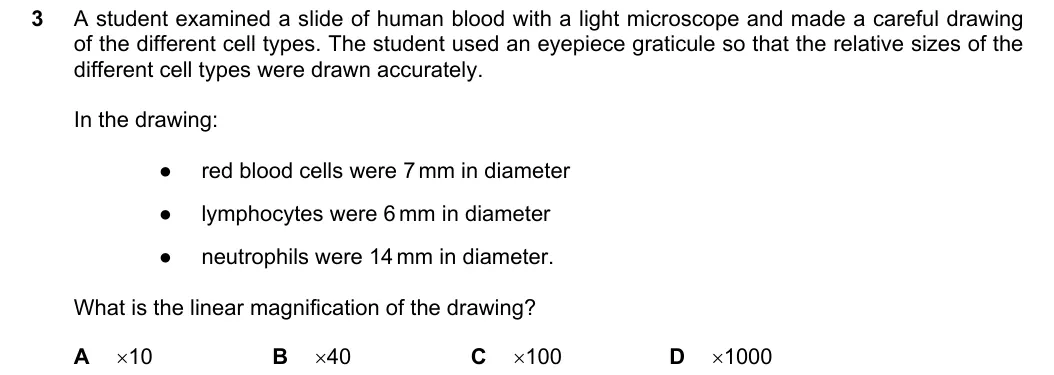 3 A student examined a slide of human blood with a light microscope and made a careful drawing
of the different cell types. The student used an eyepiece graticule so that the relative sizes of the
different cell types were drawn accurately.
In the drawing:
● red blood cells were 7 mm in diameter
● lymphocytes were 6 mm in diameter
● neutrophils were 14 mm in diameter.
What is the linear magnification of the drawing?
A ×10 B ×40 C ×100 D ×1000